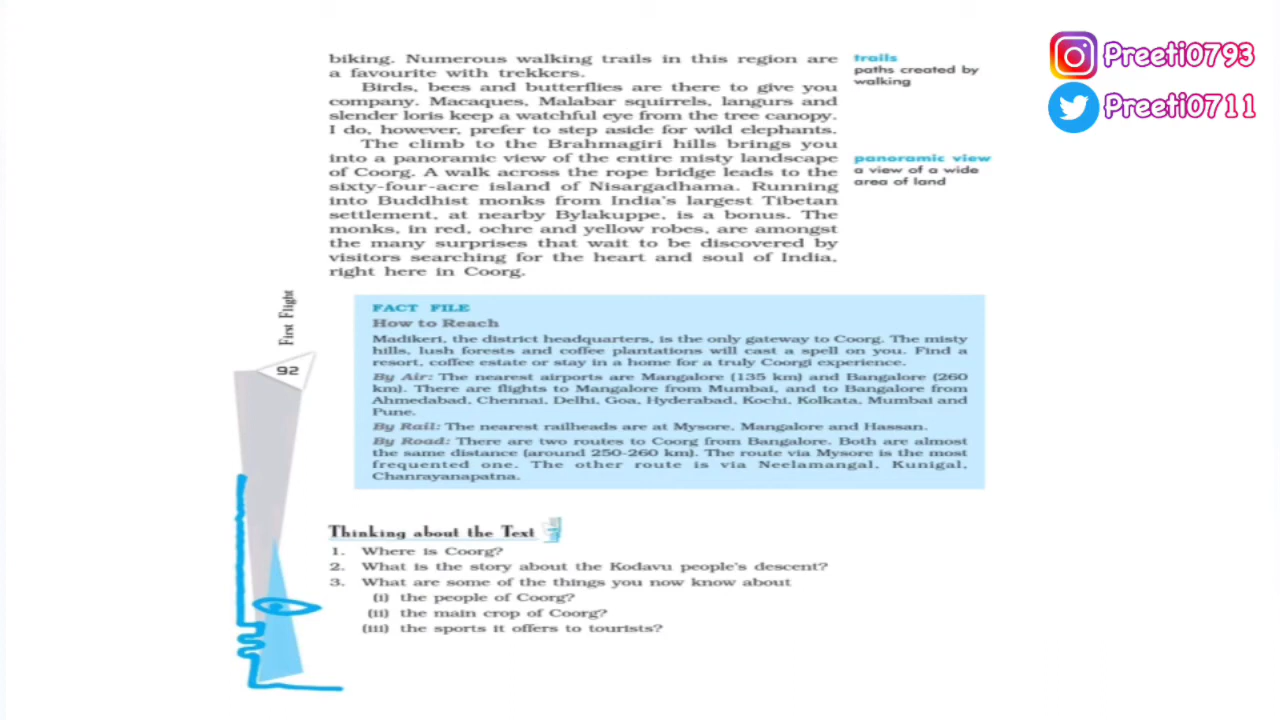 biking. Numerous walking trails in this region are
a favourite with trekkers.
Birds, bees and butterflies are there to give you
company. Macaques, Malabar squirrels, langurs and
slender loris keep a watchful eye from the tree canopy.
I do, however, prefer to step aside for wild elephants.
The climb to the Brahmagiri hills brings you
into a panoramic view of the entire misty landscape
of Coorg. A walk across the rope bridge leads to the
sixty-four-acre island of Nisargadhama. Running
into Buddhist monks from India's largest Tibetan
settlement, at nearby Bylakuppe, is a bonus. The
monks, in red, ochre and yellow robes, are amongst
the many surprises that wait to be discovered by
visitors searching for the heart and soul of India,
right here in Coorg.
trails
paths created by
walking
panoramic view
a view of a wide
area of land
Preeti0793
Preeti0711
First Flight
92
FACT FILE
How to Reach
Madikeri, the district headquarters, is the only gateway to Coorg. The misty
hills, lush forests and coffee plantations will cast a spell on you. Find a
resort, coffee estate or stay in a home for a truly Coorgi experience.
By Air: The nearest airports are Mangalore (135 km) and Bangalore (260
km). There are flights to Mangalore from Mumbai, and to Bangalore from
Ahmedabad, Chennai, Delhi, Goa, Hyderabad, Kochi, Kolkata, Mumbai and
Pune.
By Rail: The nearest railheads are at Mysore, Mangalore and Hassan.
By Road: There are two routes to Coorg from Bangalore. Both are almost
the same distance (around 250-260 km). The route via Mysore is the most
frequented one. The other route is via Neelamangal, Kunigal,
Chanrayanapatna.
Thinking about the Text
1. Where is Coorg?
2. What is the story about the Kodavu people's descent?
3. What are some of the things you now know about
(i) the people of Coorg?
(ii) the main crop of Coorg?
(iii) the sports it offers to tourists?